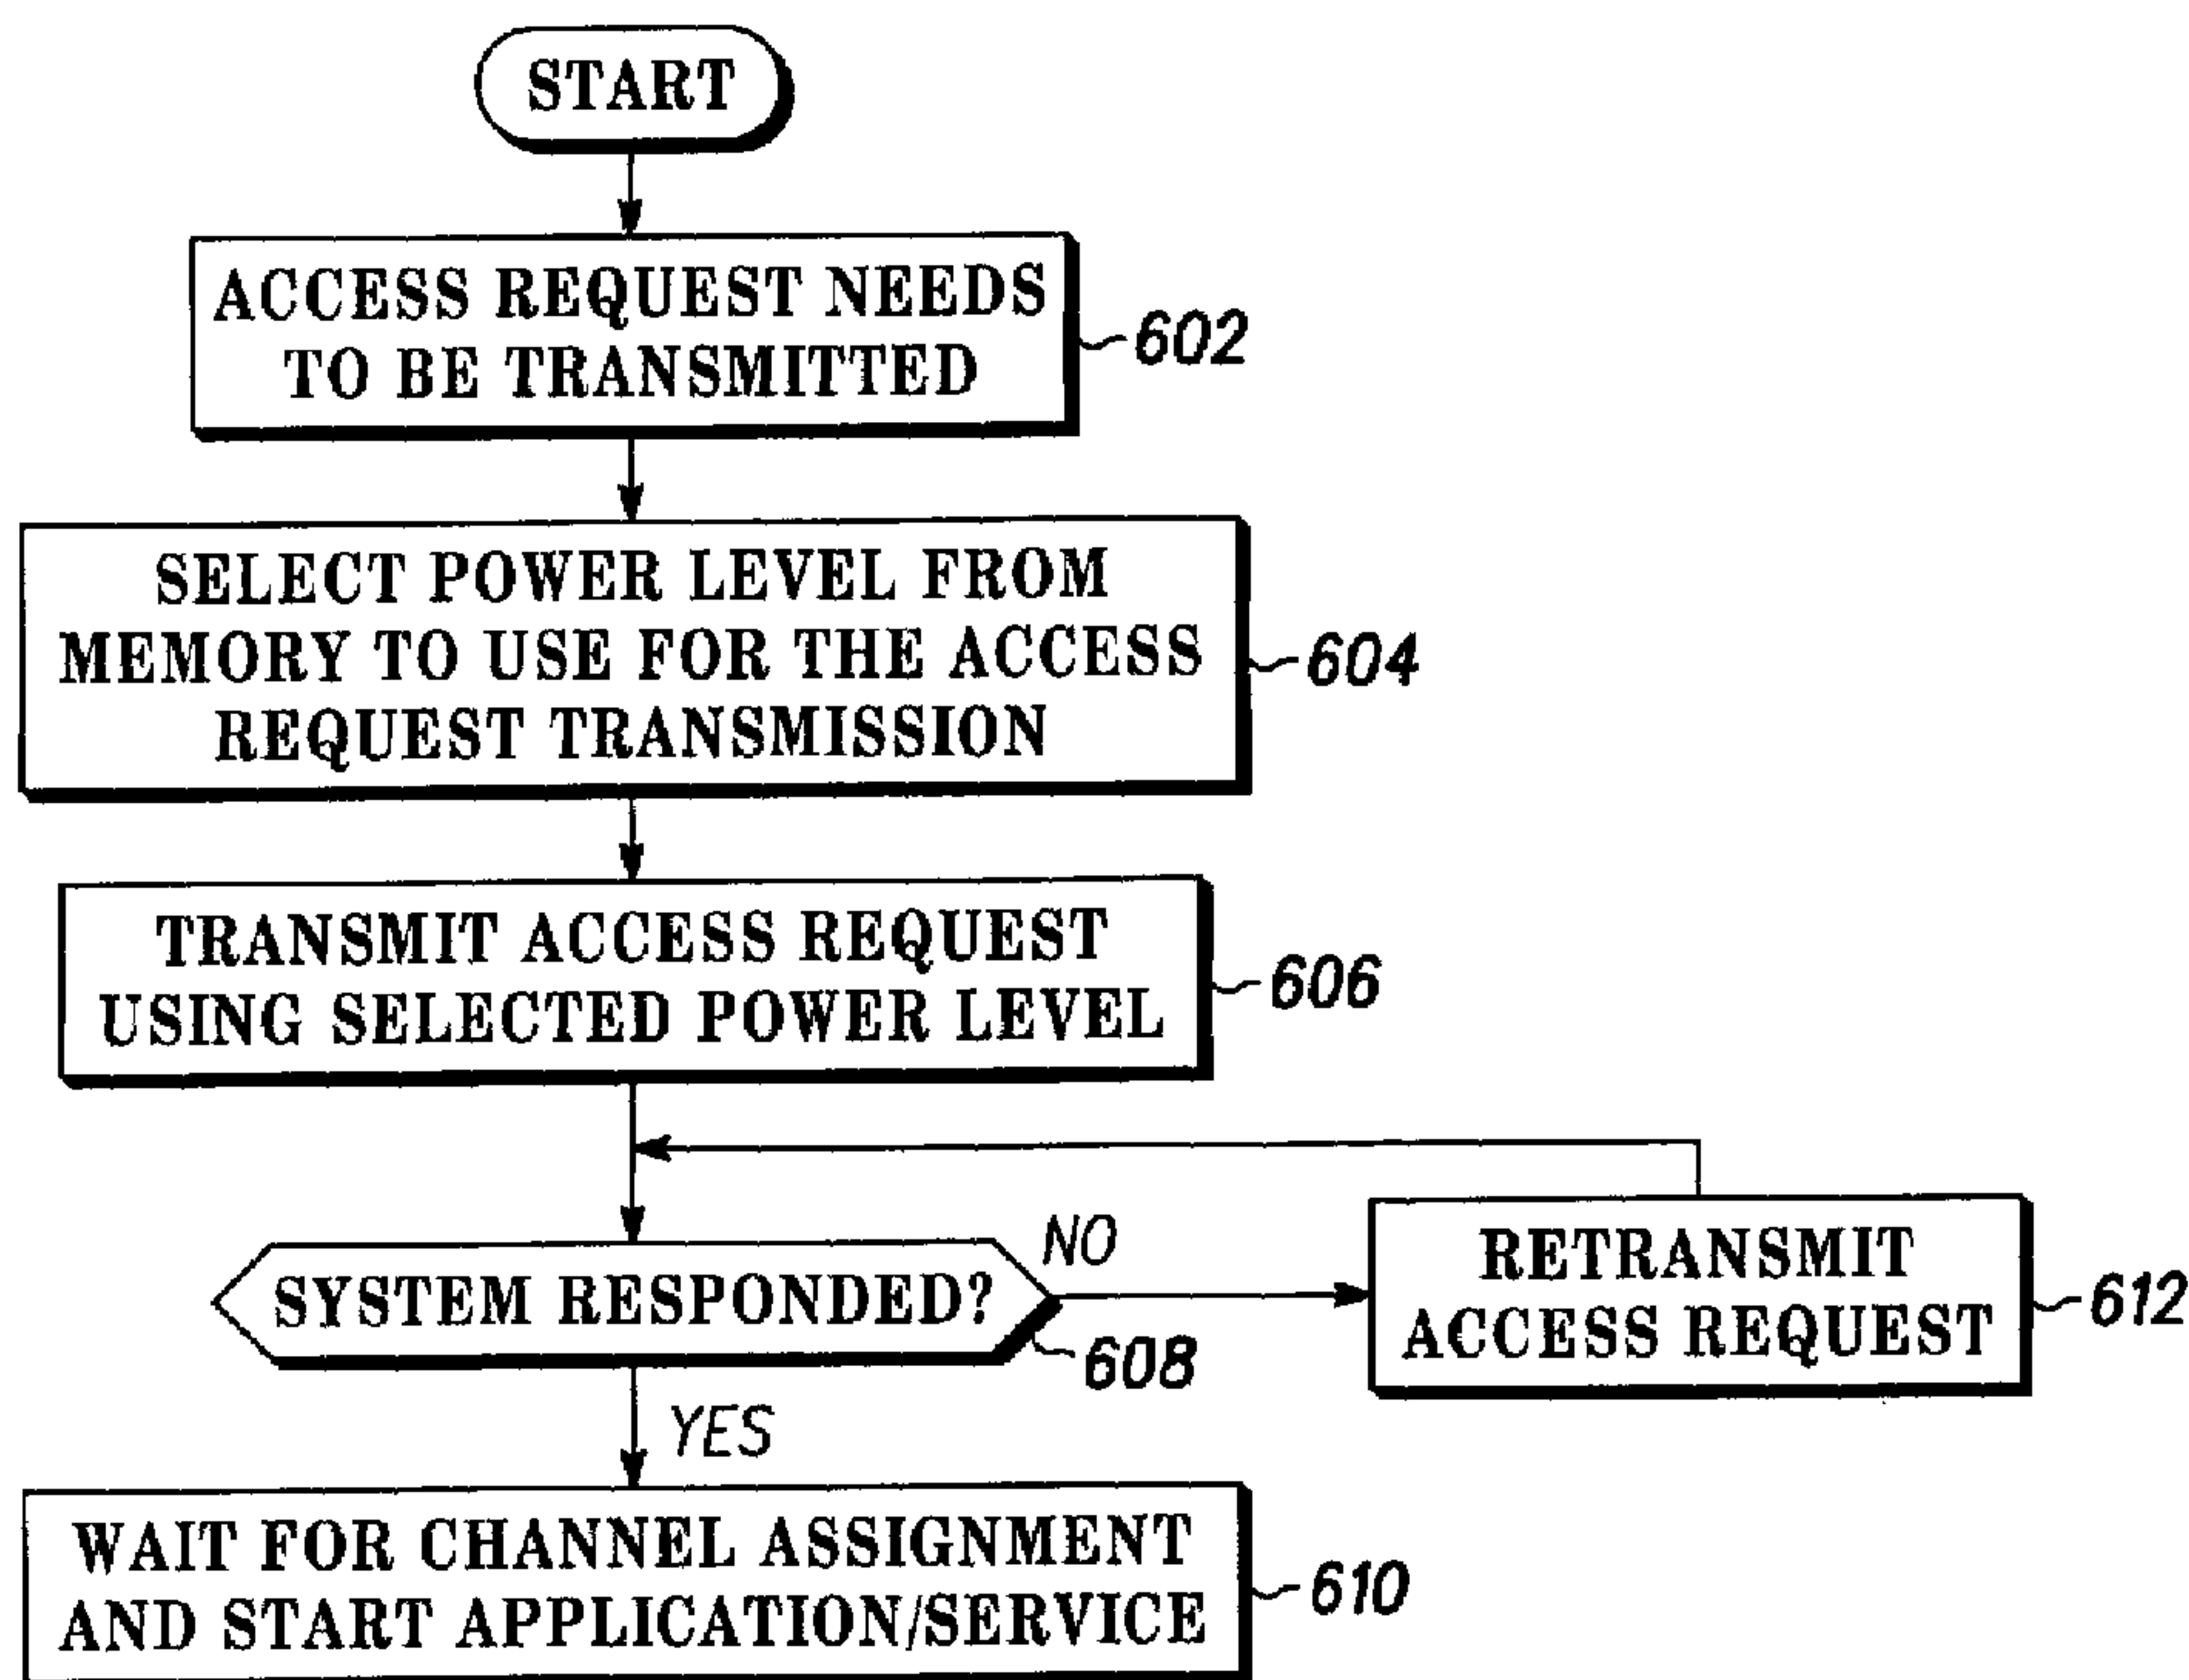 START
ACCESS REQUEST NEEDS
TO BE TRANSMITTED
602
SELECT POWER LEVEL FROM
MEMORY TO USE FOR THE ACCESS
REQUEST TRANSMISSION
604
TRANSMIT ACCESS REQUEST
USING SELECTED POWER LEVEL
606
SYSTEM RESPONDED?
608
NO
RETRANSMIT
ACCESS REQUEST
612
YES
WAIT FOR CHANNEL ASSIGNMENT
AND START APPLICATION/SERVICE
610